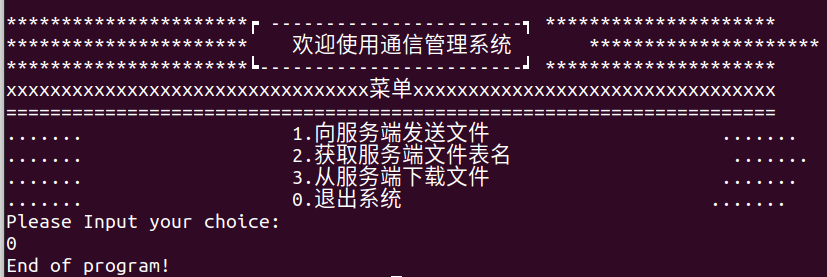 **********************┏ -----------------------┓ *********************
**********************    欢迎使用通信管理系统       *********************
**********************┗------------------------┛ *********************
xxxxxxxxxxxxxxxxxxxxxxxxxxxxxxxxx菜单xxxxxxxxxxxxxxxxxxxxxxxxxxxxxxxxx
======================================================================
.......                   1.向服务端发送文件                     .......
.......                   2.获取服务端文件表名                    .......
.......                   3.从服务端下载文件                     .......
.......                   0.退出系统                            .......
Please Input your choice:
0
End of program!